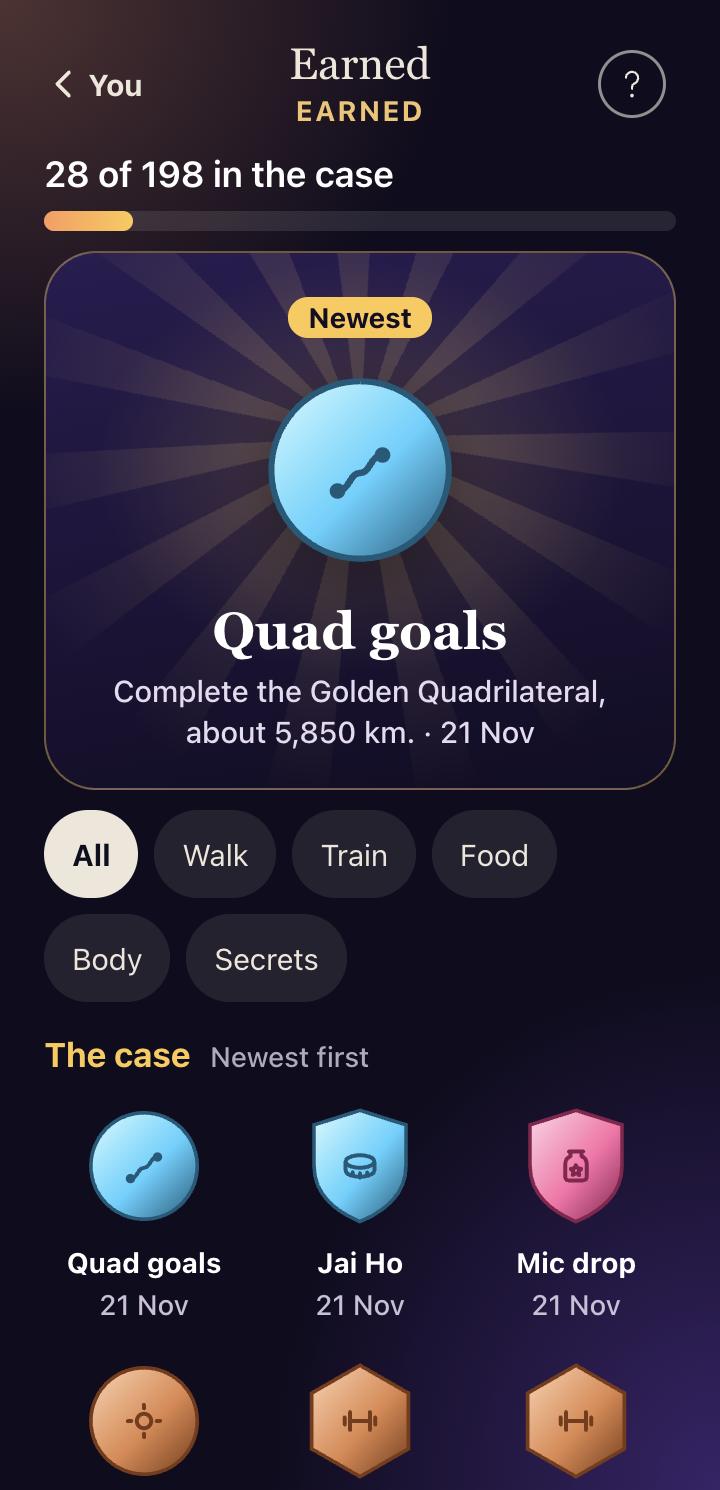 You
Earned
EARNED
?
28 of 198 in the case
Newest
Quad goals
Complete the Golden Quadrilateral,
about 5,850 km. · 21 Nov
All
Walk
Train
Food
Body
Secrets
The case
Newest first
Quad goals
Jai Ho
Mic drop
21 Nov
21 Nov
21 Nov